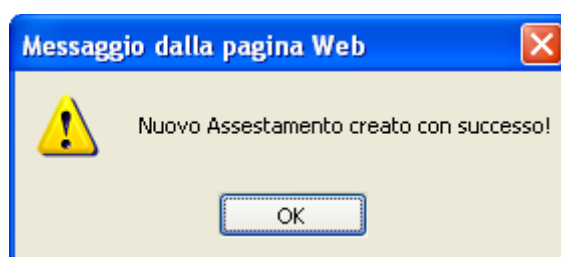 Messaggio dalla pagina Web
Nuovo Assestamento creato con successo!
OK